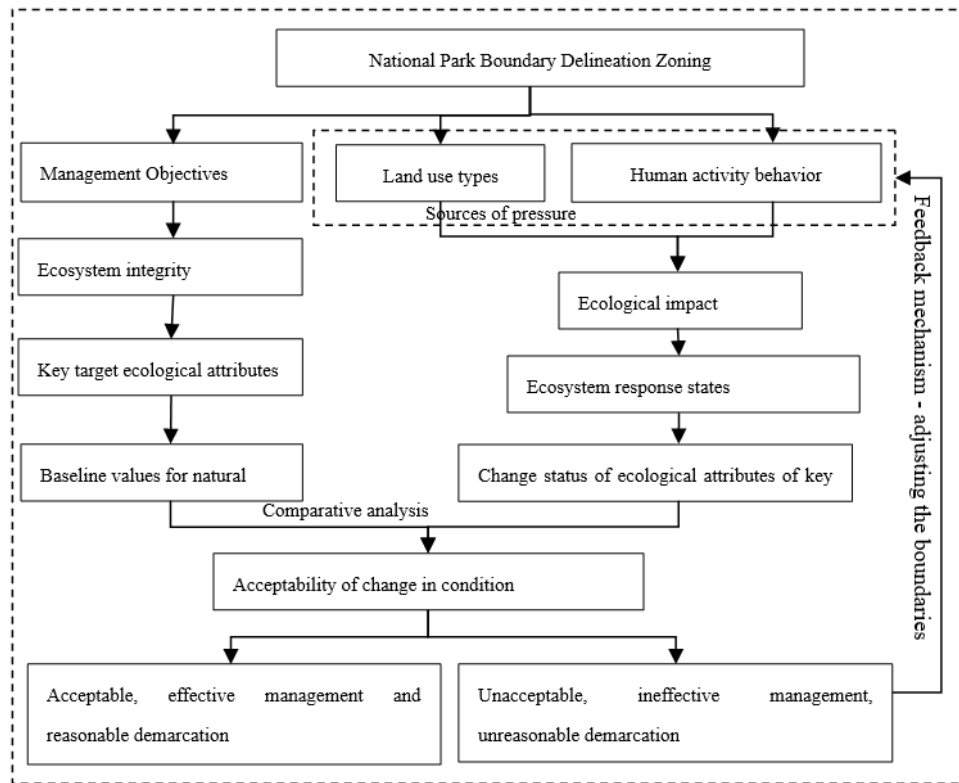 National Park Boundary Delineation Zoning
Management Objectives
Land use types
Human activity behavior
Sources of pressure
Ecosystem integrity
Ecological impact
Key target ecological attributes
Ecosystem response states
Baseline values for natural
Change status of ecological attributes of key
Comparative analysis
Acceptability of change in condition
Acceptable, effective management and
reasonable demarcation
Unacceptable, ineffective management,
unreasonable demarcation
Feedback mechanism - adjusting the boundaries